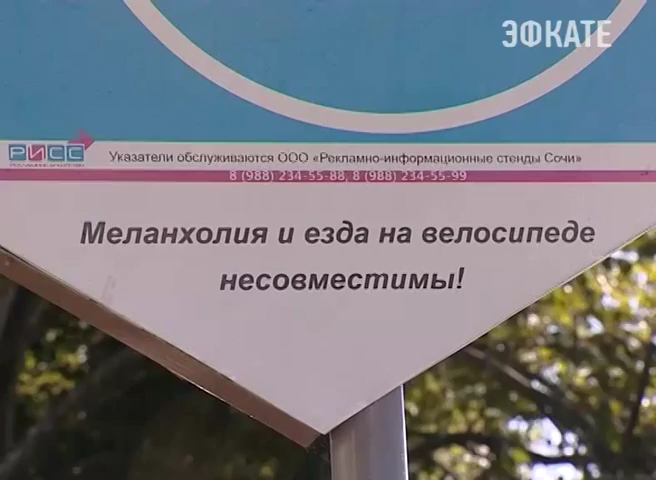 ЭФКАТЕ
РИСС
Указатели обслуживаются ООО «Рекламно-информационные стенды Сочи»
8 (988) 234-55-88, 8 (988) 234-55-99
Меланхолия и езда на велосипеде
несовместимы!